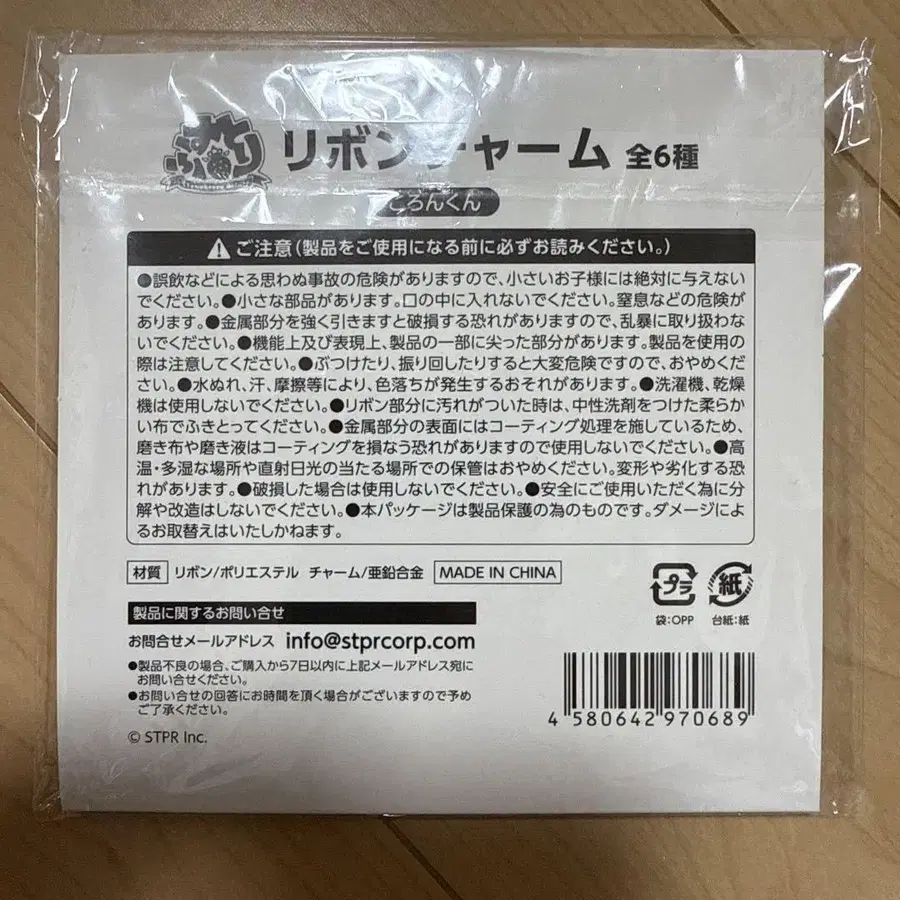 すとぷり
リボンチャーム 全6種
ころんくん
ご注意(製品をご使用になる前に必ずお読みください。)
●誤飲などによる思わぬ事故の危険がありますので、小さいお子様には絶対に与えない
でください。●小さな部品があります。口の中に入れないでください。窒息などの危険が
あります。●金属部分を強く引きますと破損する恐れがありますので、乱暴に取り扱わな
いでください。●機能上及び表現上、製品の一部に尖った部分があります。製品を使用の
際は注意してください。●ぶつけたり、振り回したりすると大変危険ですので、おやめくだ
さい。●水ぬれ、汗、摩擦等により、色落ちが発生するおそれがあります。●洗濯機、乾燥
機は使用しないでください。●リボン部分に汚れがついた時は、中性洗剤をつけた柔らか
い布でふきとってください。●金属部分の表面にはコーティング処理を施しているため、
磨き布や磨き液はコーティングを損なう恐れがありますので使用しないでください。●高
温・多湿な場所や直射日光の当たる場所での保管はおやめください。変形や劣化する恐
れがあります。●破損した場合は使用しないでください。●安全にご使用いただく為に分
解や改造はしないでください。●本パッケージは製品保護の為のものです。ダメージによ
るお取替えはいたしかねます。
材質 リボン/ポリエステル チャーム/亜鉛合金 MADE IN CHINA
プラ 紙
袋:OPP 台紙:紙
製品に関するお問い合せ
お問合せメールアドレス info@stprcorp.com
●製品不良の場合、ご購入から7日以内に上記メールアドレス宛に
お問い合せください。
●お問い合せの回答にお時間を頂く場合がございますので予め
ご了承ください。
4 580642 970689
© STPR Inc.